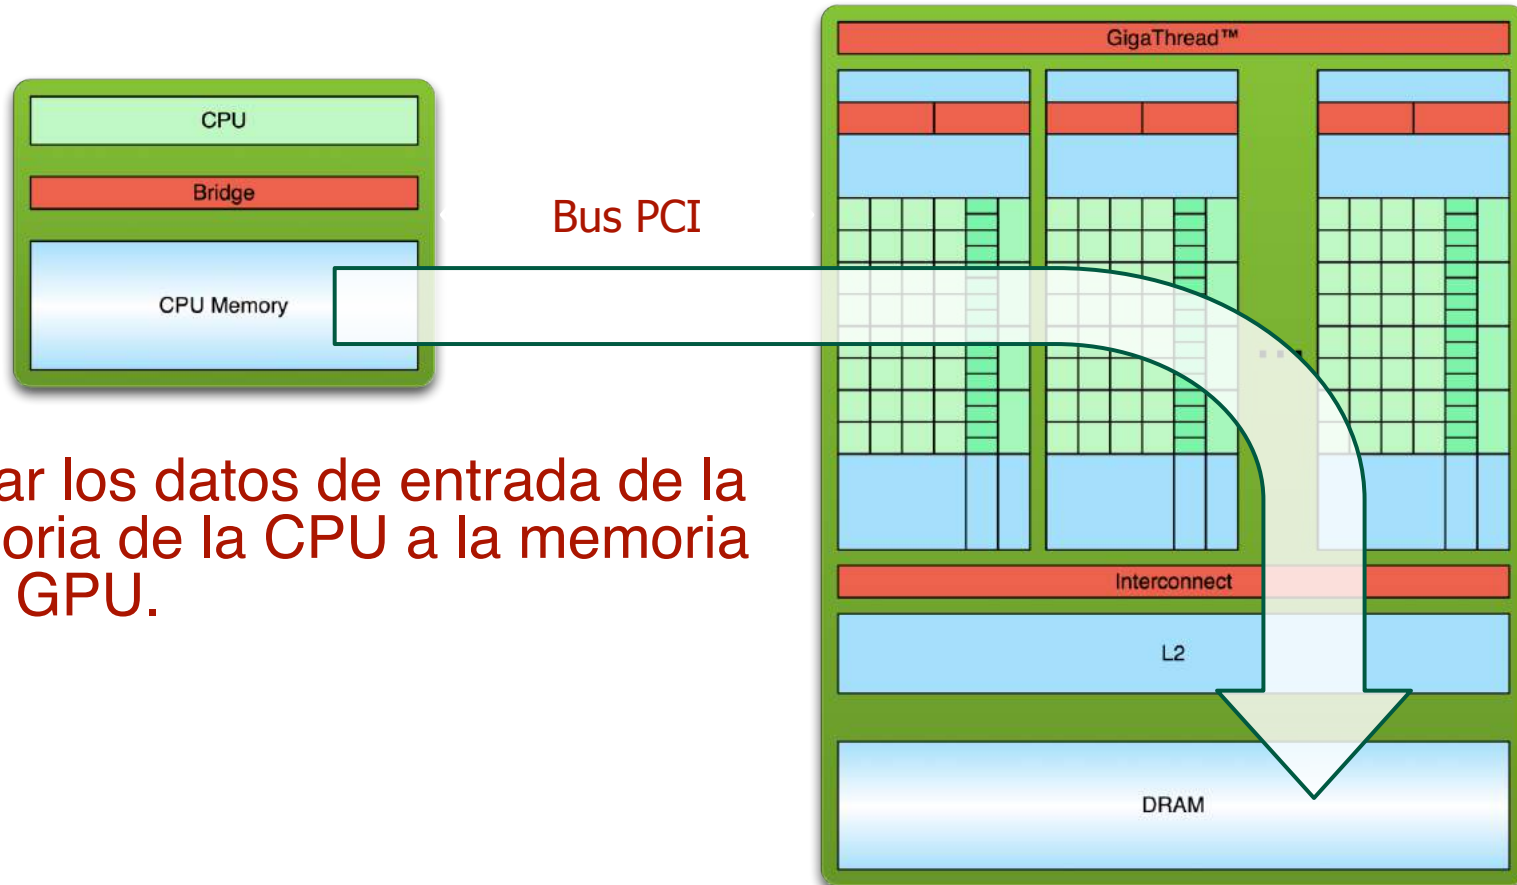 GigaThread™
CPU
Bridge
CPU Memory
Bus PCI
ar los datos de entrada de la
oria de la CPU a la memoria
GPU.
Interconnect
L2
DRAM